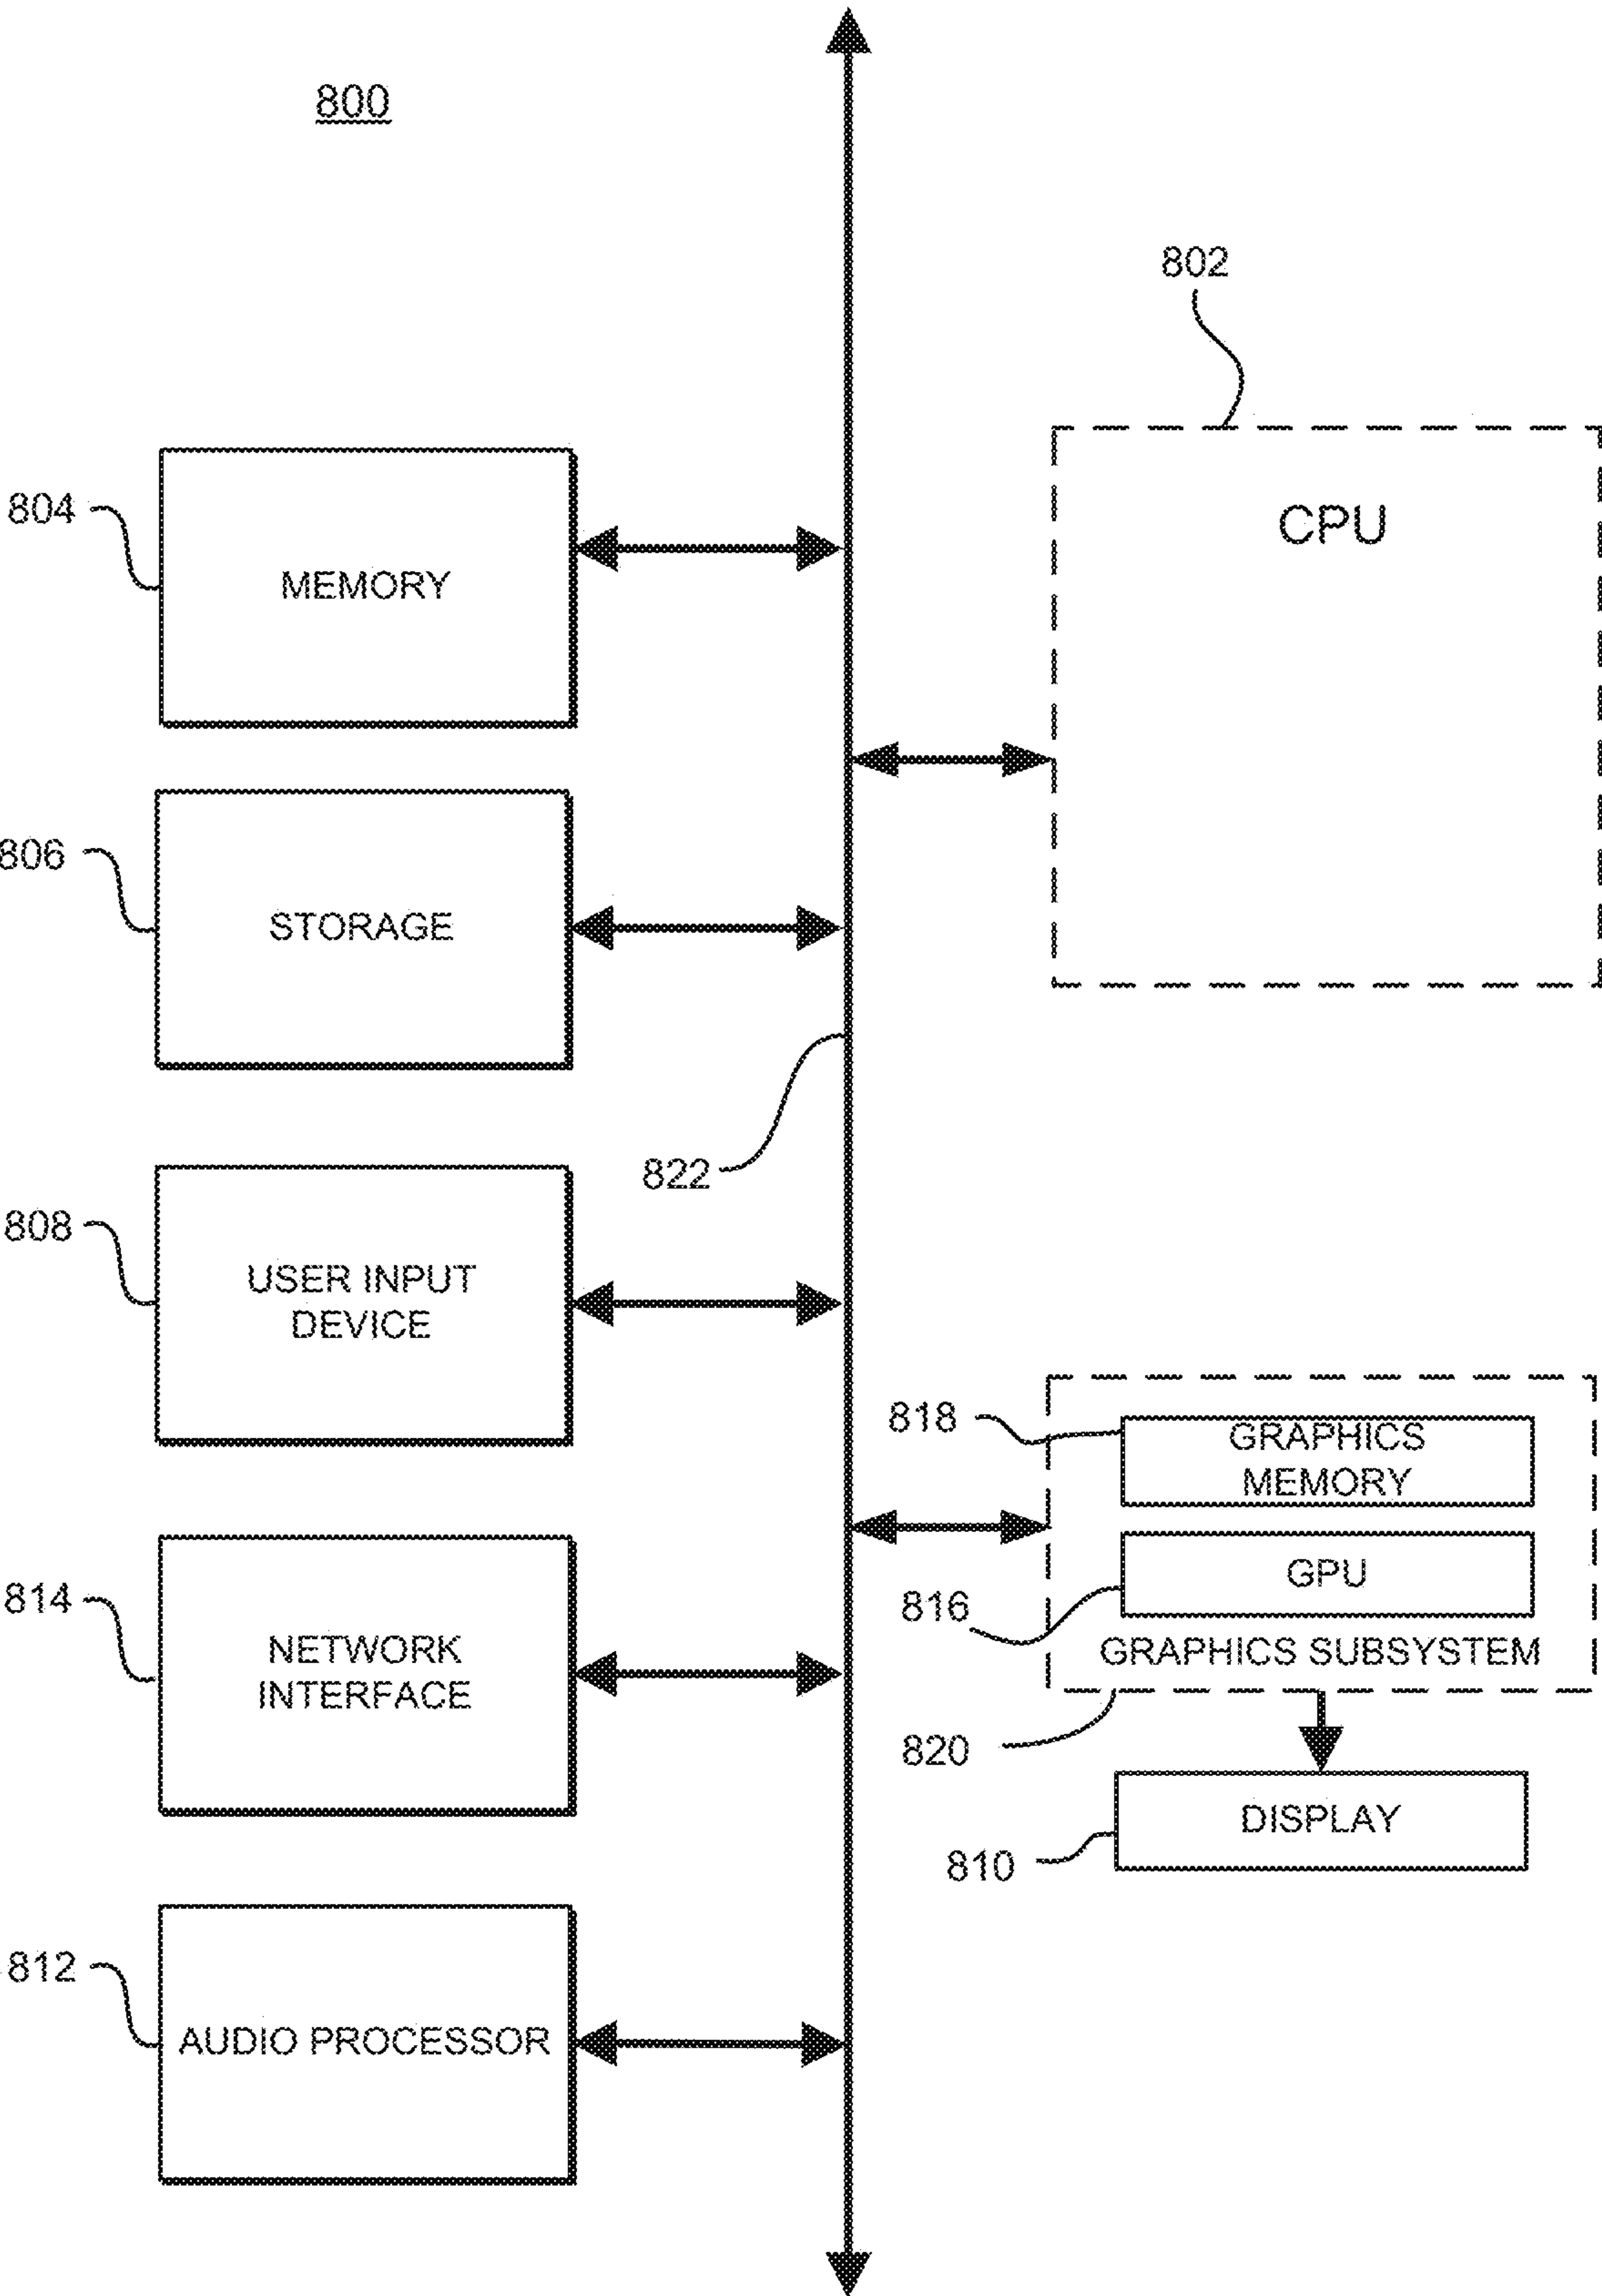 800
802
CPU
804
MEMORY
806
STORAGE
822
808
USER INPUT
DEVICE
818
GRAPHICS
MEMORY
816
GPU
GRAPHICS SUBSYSTEM
820
814
NETWORK
INTERFACE
810
DISPLAY
812
AUDIO PROCESSOR